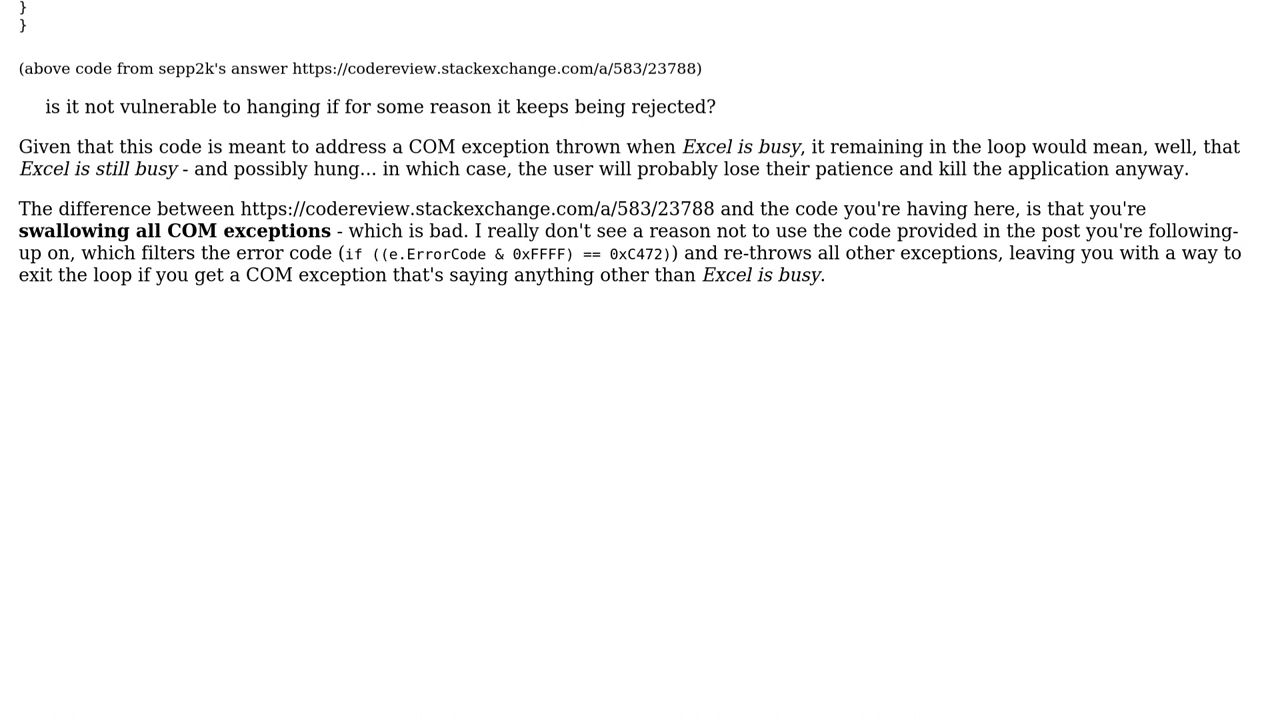 }
}
(above code from sepp2k's answer https://codereview.stackexchange.com/a/583/23788)
is it not vulnerable to hanging if for some reason it keeps being rejected?
Given that this code is meant to address a COM exception thrown when Excel is busy, it remaining in the loop would mean, well, that
Excel is still busy - and possibly hung... in which case, the user will probably lose their patience and kill the application anyway.
The difference between https://codereview.stackexchange.com/a/583/23788 and the code you're having here, is that you're
swallowing all COM exceptions - which is bad. I really don't see a reason not to use the code provided in the post you're following-
up on, which filters the error code (if ((e.ErrorCode & 0xFFFF) == 0xC472)) and re-throws all other exceptions, leaving you with a way to
exit the loop if you get a COM exception that's saying anything other than Excel is busy.